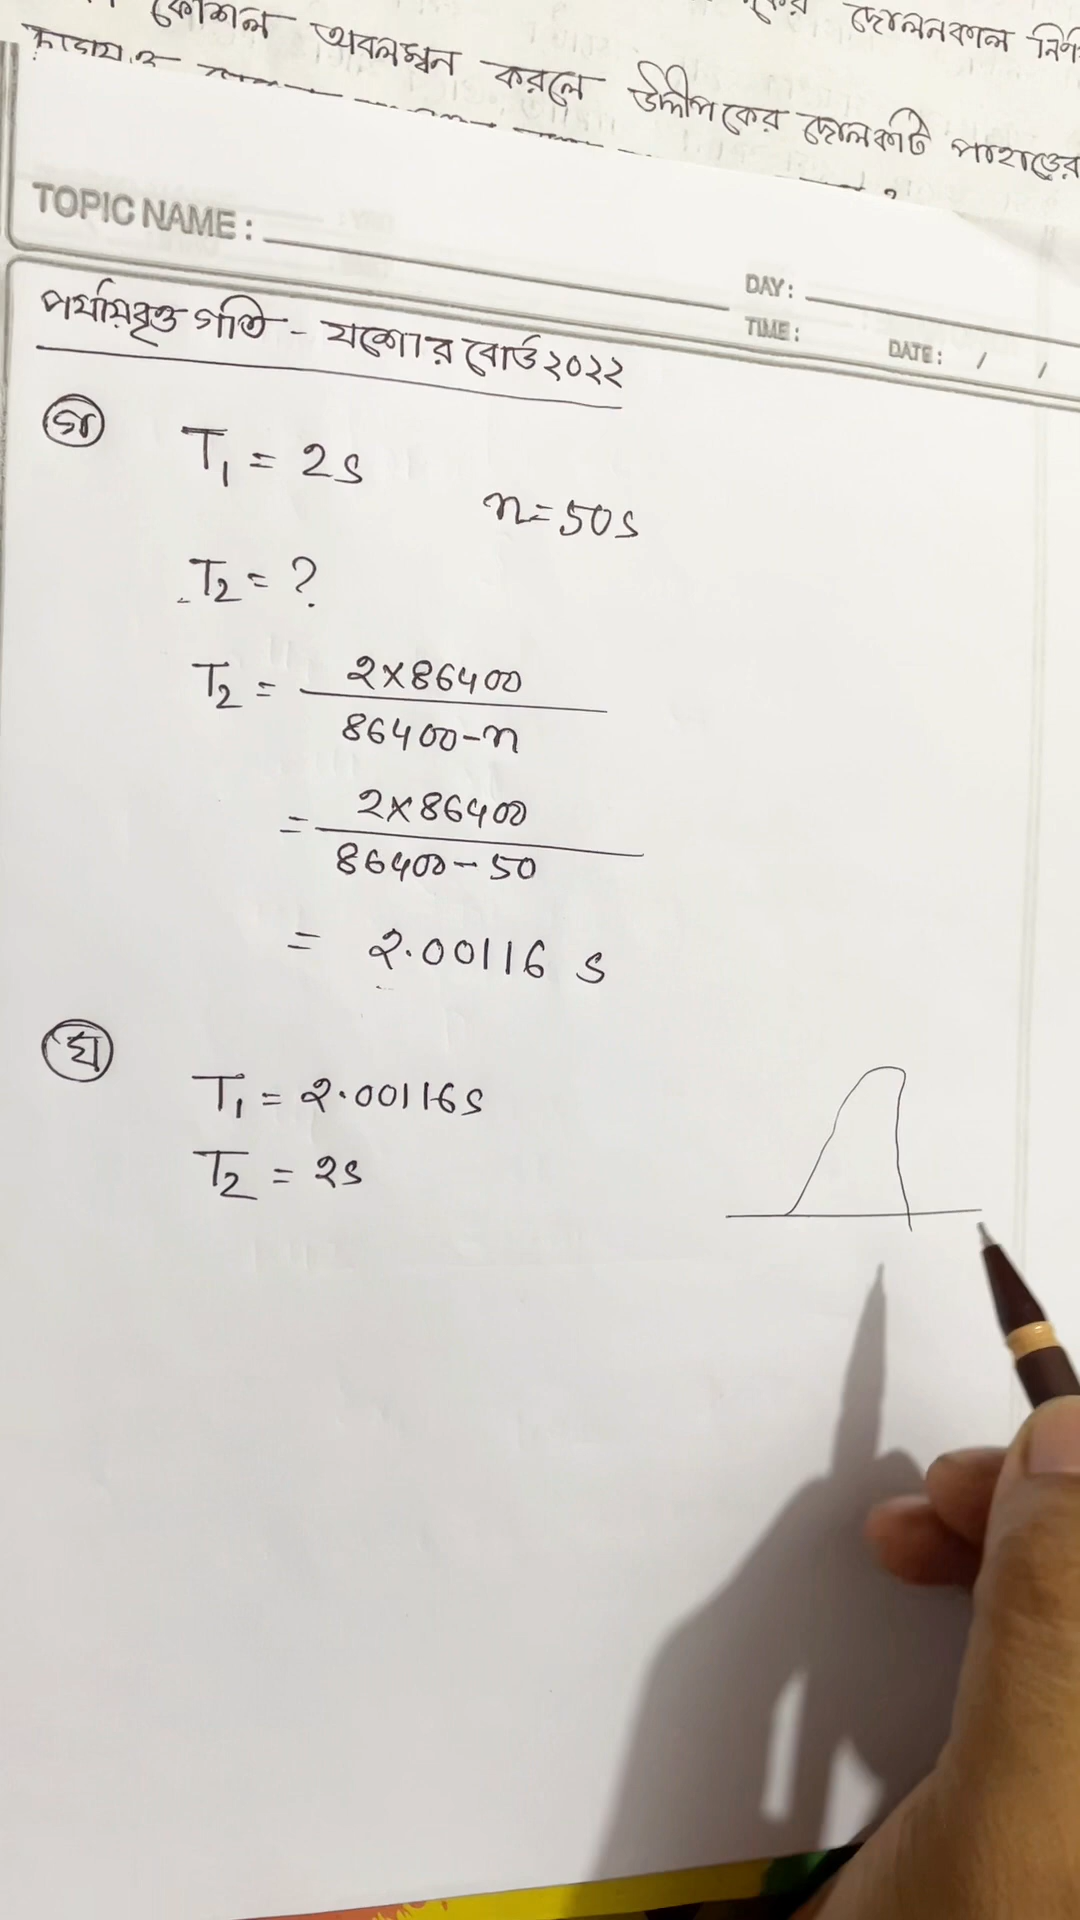 দোলনকাল
কৌশল অবলম্বন করলে উদ্দীপকের দোলকটি পাহাড়ের
TOPIC NAME :
DAY :
TIME :
DATE : / /
পর্যায়বৃত্ত গতি - যশোর বোর্ড ২০২২
গ
T₁ = 2s
n = 50s
T₂ = ?
T₂ = 2×86400
86400-n
= 2×86400
86400-50
= 2.00116 s
ঘ
T₁ = 2.00116s
T₂ = 2s